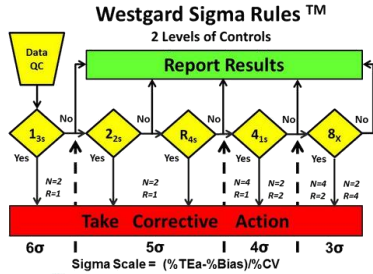 Westgard Sigma Rules TM
2 Levels of Controls
Data
QC
Report Results
No
No
No
No
No
1₃s
2₂s
R₄s
4₁s
8x
Yes
Yes
Yes
Yes
Yes
N=2
R=1
N=2
R=1
N=4
R=1
N=2
R=2
N=4
R=2
N=2
R=4
Take Corrective Action
6σ
5σ
4σ
3σ
Sigma Scale = (%TEa-%Bias)/%CV